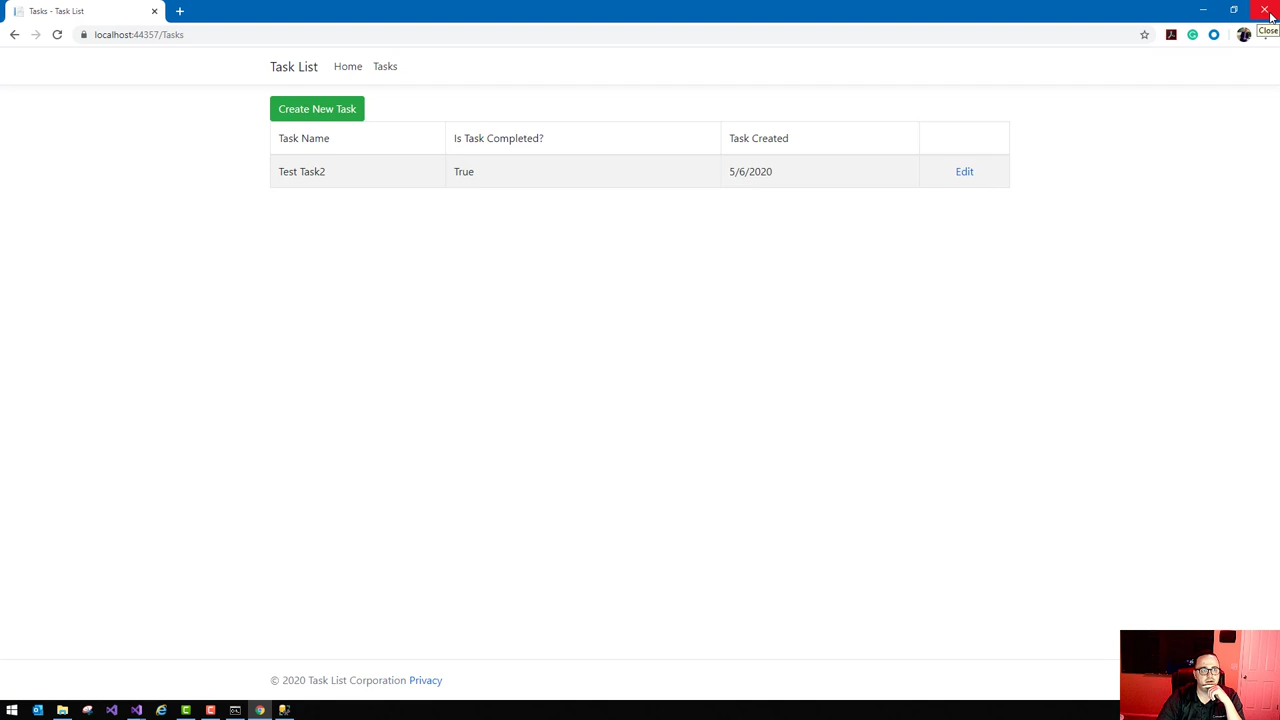 Tasks - Task List
localhost:44357/Tasks
Close
Task List Home Tasks
Create New Task
Task Name Is Task Completed? Task Created
Test Task2 True 5/6/2020 Edit
© 2020 Task List Corporation Privacy